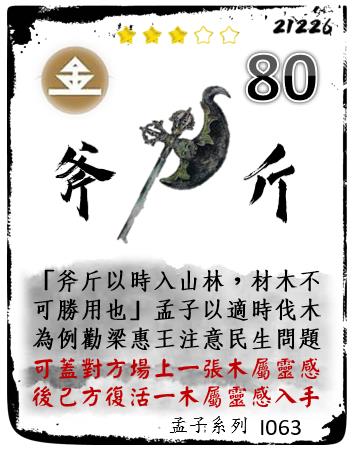 21226
金
80
斧 斤
「斧斤以時入山林，材木不
可勝用也」孟子以適時伐木
為例勸梁惠王注意民生問題
可蓋對方場上一張木屬靈感
後己方復活一木屬靈感入手
孟子系列 I063